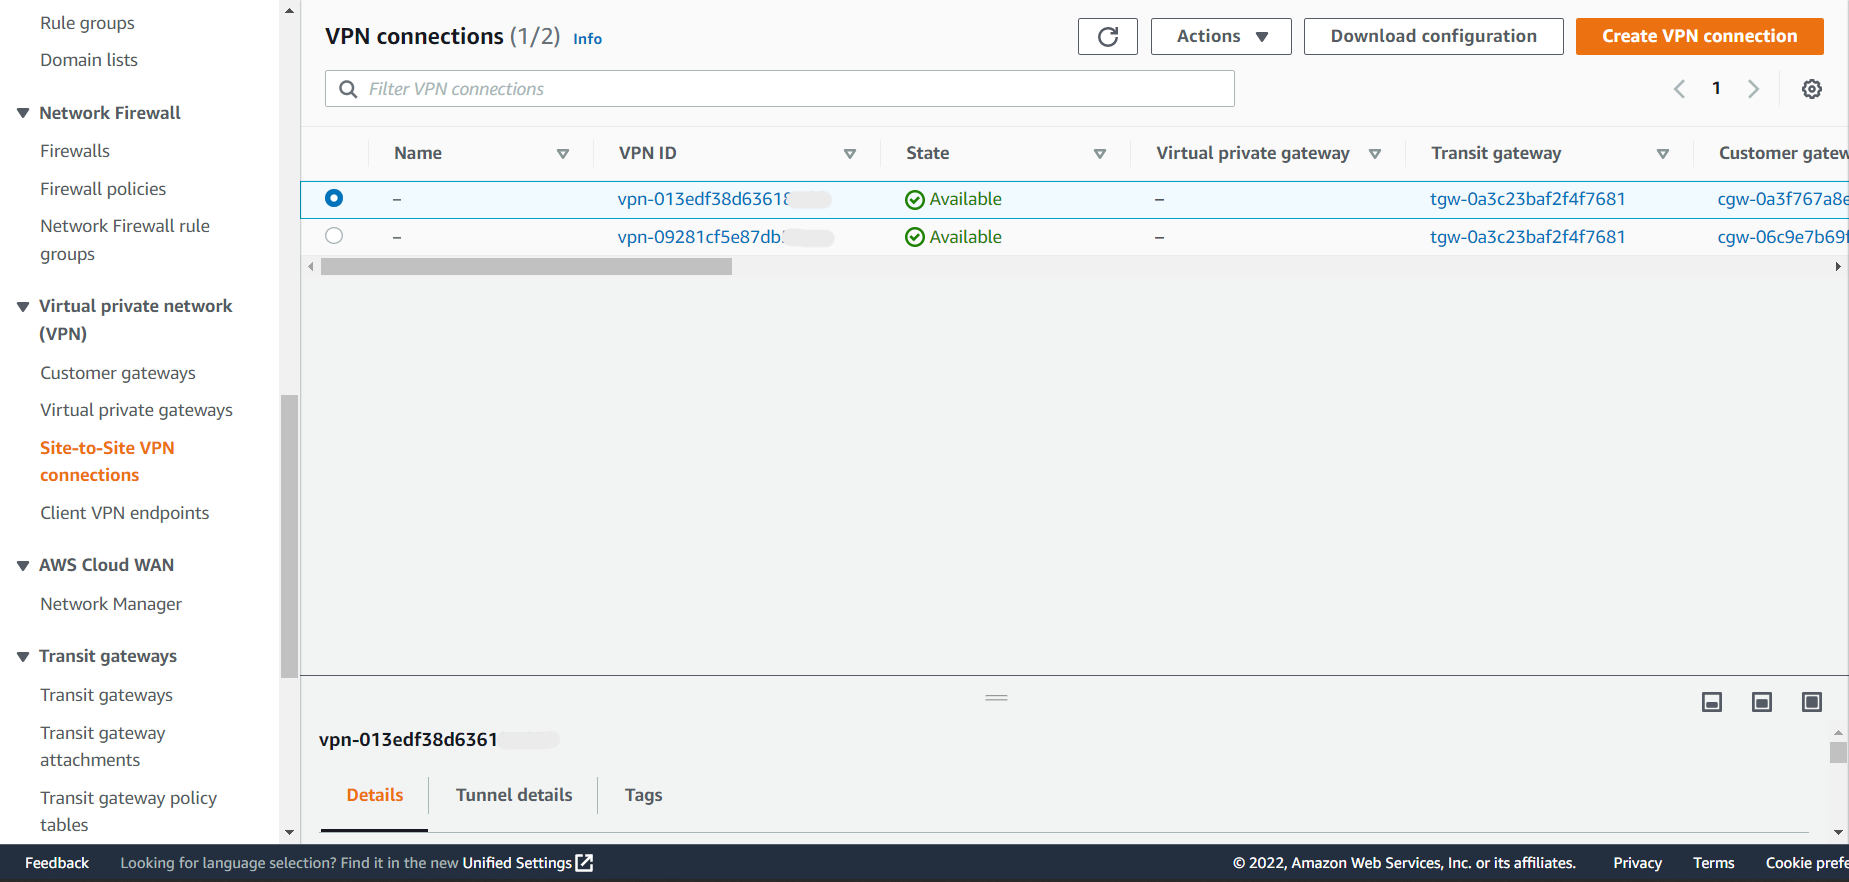 Rule groups
Domain lists
Network Firewall
Firewalls
Firewall policies
Network Firewall rule
groups
Virtual private network
(VPN)
Customer gateways
Virtual private gateways
Site-to-Site VPN
connections
Client VPN endpoints
AWS Cloud WAN
Network Manager
Transit gateways
Transit gateways
Transit gateway
attachments
Transit gateway policy
tables
VPN connections (1/2) Info
Actions
Download configuration
Create VPN connection
Filter VPN connections
1
Name VPN ID State Virtual private gateway Transit gateway Customer gatew
– vpn-013edf38d63618 Available – tgw-0a3c23baf2f4f7681 cgw-0a3f767a8e
– vpn-09281cf5e87db Available – tgw-0a3c23baf2f4f7681 cgw-06c9e7b69f
vpn-013edf38d6361
Details Tunnel details Tags
Feedback Looking for language selection? Find it in the new Unified Settings © 2022, Amazon Web Services, Inc. or its affiliates. Privacy Terms Cookie prefe